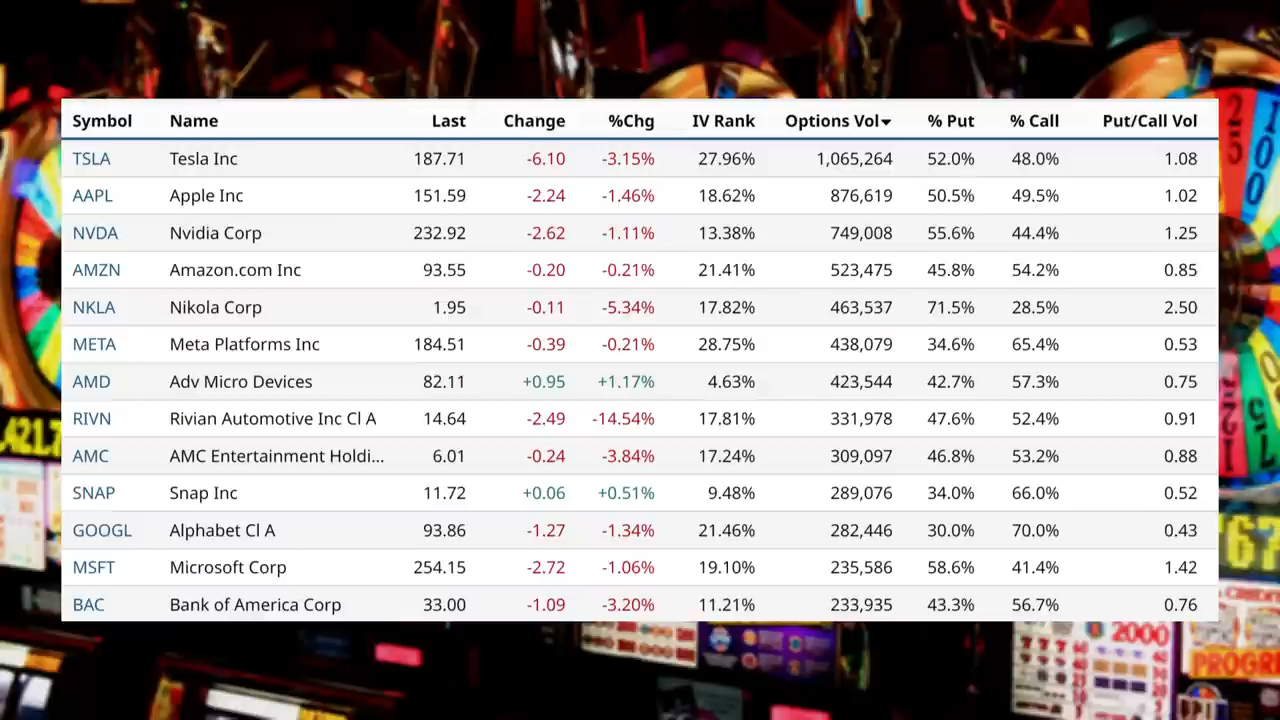 Symbol Name Last Change %Chg IV Rank Options Vol % Put % Call Put/Call Vol
TSLA Tesla Inc 187.71 -6.10 -3.15% 27.96% 1,065,264 52.0% 48.0% 1.08
AAPL Apple Inc 151.59 -2.24 -1.46% 18.62% 876,619 50.5% 49.5% 1.02
NVDA Nvidia Corp 232.92 -2.62 -1.11% 13.38% 749,008 55.6% 44.4% 1.25
AMZN Amazon.com Inc 93.55 -0.20 -0.21% 21.41% 523,475 45.8% 54.2% 0.85
NKLA Nikola Corp 1.95 -0.11 -5.34% 17.82% 463,537 71.5% 28.5% 2.50
META Meta Platforms Inc 184.51 -0.39 -0.21% 28.75% 438,079 34.6% 65.4% 0.53
AMD Adv Micro Devices 82.11 +0.95 +1.17% 4.63% 423,544 42.7% 57.3% 0.75
RIVN Rivian Automotive Inc Cl A 14.64 -2.49 -14.54% 17.81% 331,978 47.6% 52.4% 0.91
AMC AMC Entertainment Holdi... 6.01 -0.24 -3.84% 17.24% 309,097 46.8% 53.2% 0.88
SNAP Snap Inc 11.72 +0.06 +0.51% 9.48% 289,076 34.0% 66.0% 0.52
GOOGL Alphabet Cl A 93.86 -1.27 -1.34% 21.46% 282,446 30.0% 70.0% 0.43
MSFT Microsoft Corp 254.15 -2.72 -1.06% 19.10% 235,586 58.6% 41.4% 1.42
BAC Bank of America Corp 33.00 -1.09 -3.20% 11.21% 233,935 43.3% 56.7% 0.76
2000